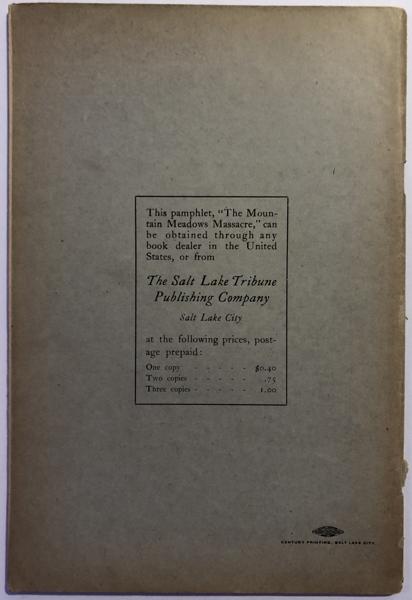 This pamphlet, "The Moun-
tain Meadows Massacre," can
be obtained through any
book dealer in the United
States, or from
The Salt Lake Tribune
Publishing Company
Salt Lake City
at the following prices, post-
age prepaid:
One copy - - - - - $0.40
Two copies - - - - - .75
Three copies - - - - - 1.00
CENTURY PRINTING, SALT LAKE CITY